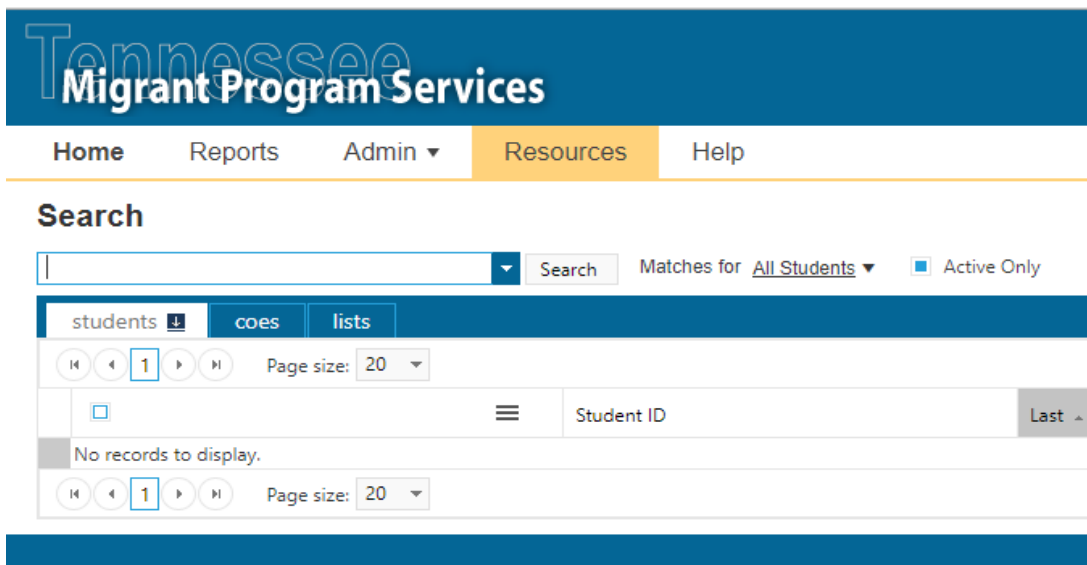 Tennessee
Migrant Program Services
Home Reports Admin Resources Help
Search
Search Matches for All Students Active Only
students coes lists
1 Page size: 20
Student ID Last
No records to display.
1 Page size: 20